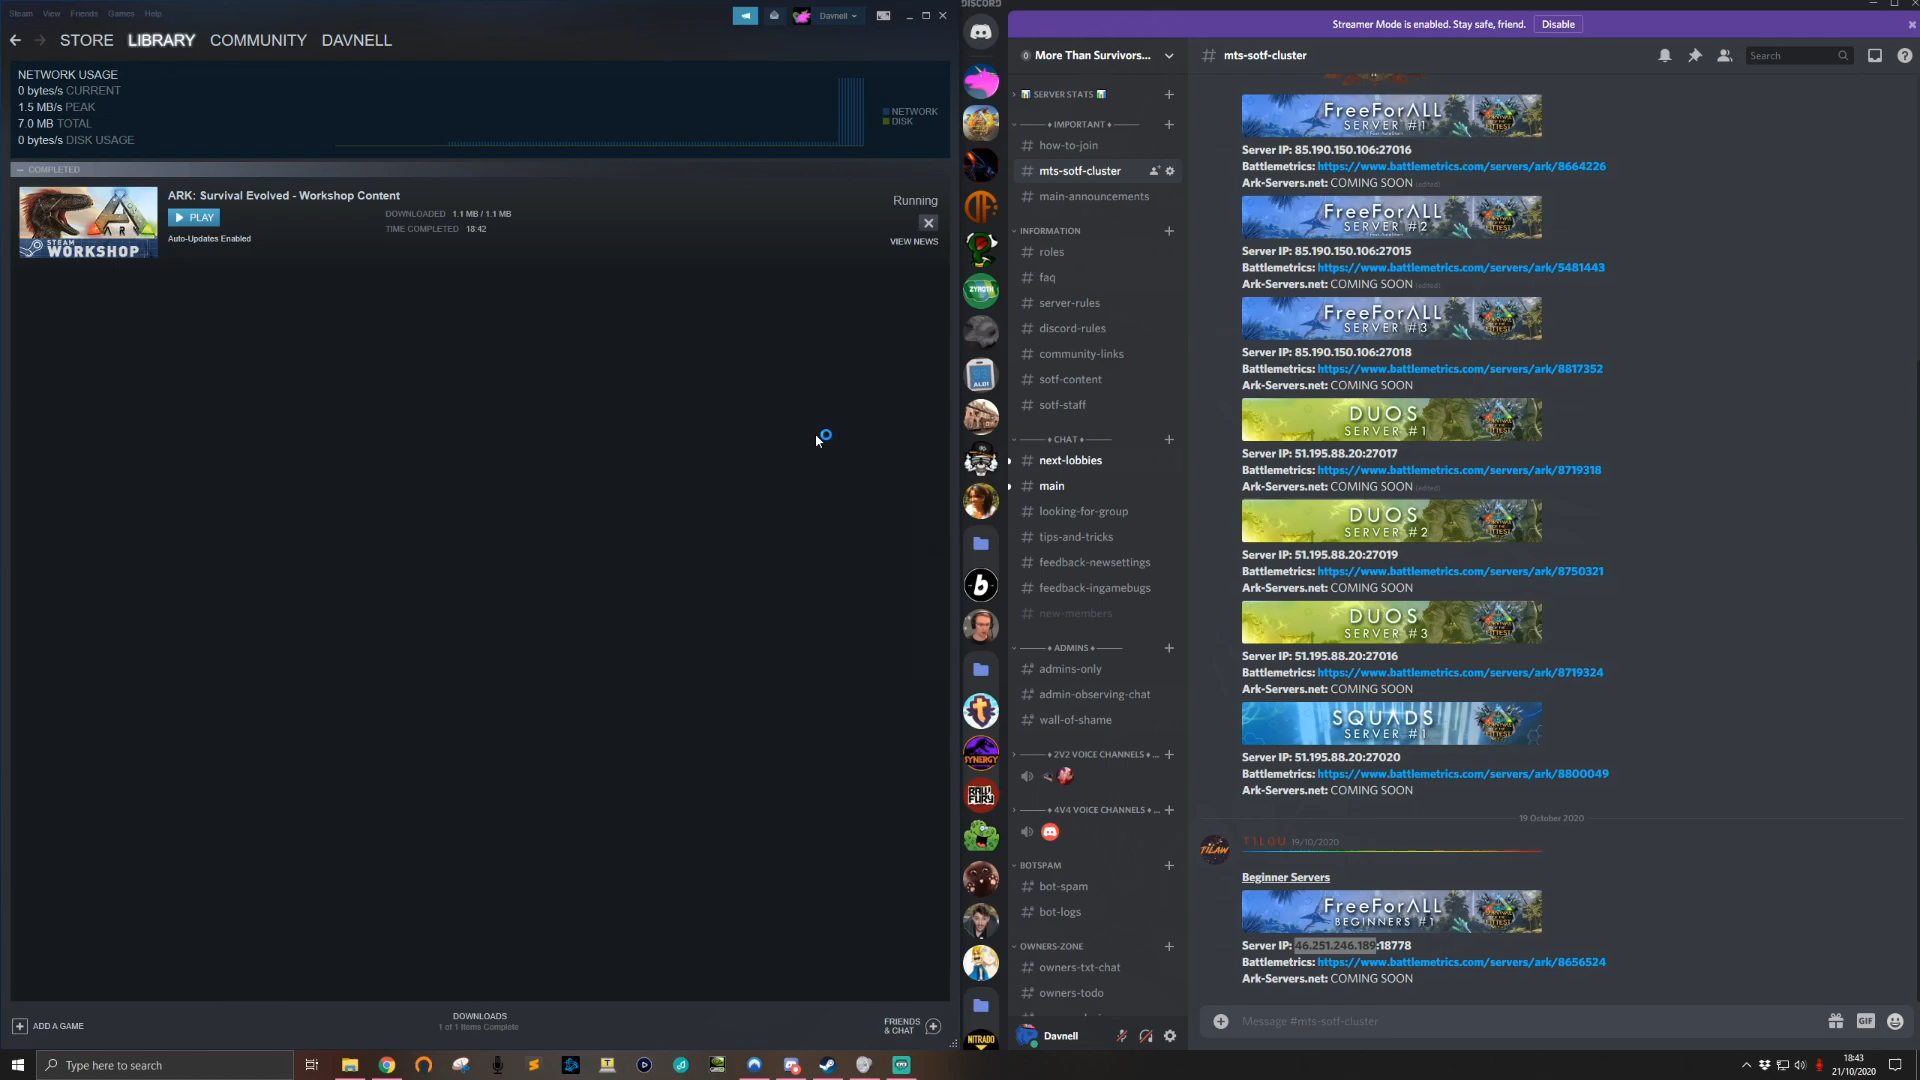 Steam View Friends Games Help
Davnell
STORE LIBRARY COMMUNITY DAVNELL
NETWORK USAGE
0 bytes/s CURRENT
1.5 MB/s PEAK
7.0 MB TOTAL
0 bytes/s DISK USAGE
NETWORK
DISK
COMPLETED
ARK: Survival Evolved - Workshop Content
PLAY
Auto-Updates Enabled
DOWNLOADED 1.1 MB / 1.1 MB
TIME COMPLETED 18:42
Running
VIEW NEWS
ARK
STEAM
WORKSHOP
ADD A GAME
DOWNLOADS
1 of 1 Items Complete
FRIENDS
& CHAT
DISCORD
Streamer Mode is enabled. Stay safe, friend. Disable
ZYROTH
ALDI
b
SYNERGY
RAW FURY
NITRADO
More Than Survivors...
SERVER STATS
IMPORTANT
how-to-join
mts-sotf-cluster
main-announcements
INFORMATION
roles
faq
server-rules
discord-rules
community-links
sotf-content
sotf-staff
CHAT
next-lobbies
main
looking-for-group
tips-and-tricks
feedback-newsettings
feedback-ingamebugs
new-members
ADMINS
admins-only
admin-observing-chat
wall-of-shame
2V2 VOICE CHANNELS ...
4V4 VOICE CHANNELS ...
BOTSPAM
bot-spam
bot-logs
OWNERS-ZONE
owners-txt-chat
owners-todo
Davnell
# mts-sotf-cluster
Search
FreeForAll
SERVER #1
Server IP: 85.190.150.106:27016
Battlemetrics: https://www.battlemetrics.com/servers/ark/8664226
Ark-Servers.net: COMING SOON (edited)
FreeForAll
SERVER #2
Server IP: 85.190.150.106:27015
Battlemetrics: https://www.battlemetrics.com/servers/ark/5481443
Ark-Servers.net: COMING SOON (edited)
FreeForAll
SERVER #3
Server IP: 85.190.150.106:27018
Battlemetrics: https://www.battlemetrics.com/servers/ark/8817352
Ark-Servers.net: COMING SOON
DUOS
SERVER #1
Server IP: 51.195.88.20:27017
Battlemetrics: https://www.battlemetrics.com/servers/ark/8719318
Ark-Servers.net: COMING SOON (edited)
DUOS
SERVER #2
Server IP: 51.195.88.20:27019
Battlemetrics: https://www.battlemetrics.com/servers/ark/8750321
Ark-Servers.net: COMING SOON
DUOS
SERVER #3
Server IP: 51.195.88.20:27016
Battlemetrics: https://www.battlemetrics.com/servers/ark/8719324
Ark-Servers.net: COMING SOON
SQUADS
SERVER #1
Server IP: 51.195.88.20:27020
Battlemetrics: https://www.battlemetrics.com/servers/ark/8800049
Ark-Servers.net: COMING SOON
19 October 2020
TILAW
T1LOU 19/10/2020
Beginner Servers
FreeForAll
BEGINNERS #1
Server IP: 46.251.246.189:18778
Battlemetrics: https://www.battlemetrics.com/servers/ark/8656524
Ark-Servers.net: COMING SOON
Message #mts-sotf-cluster
GIF
Type here to search
18:43
21/10/2020